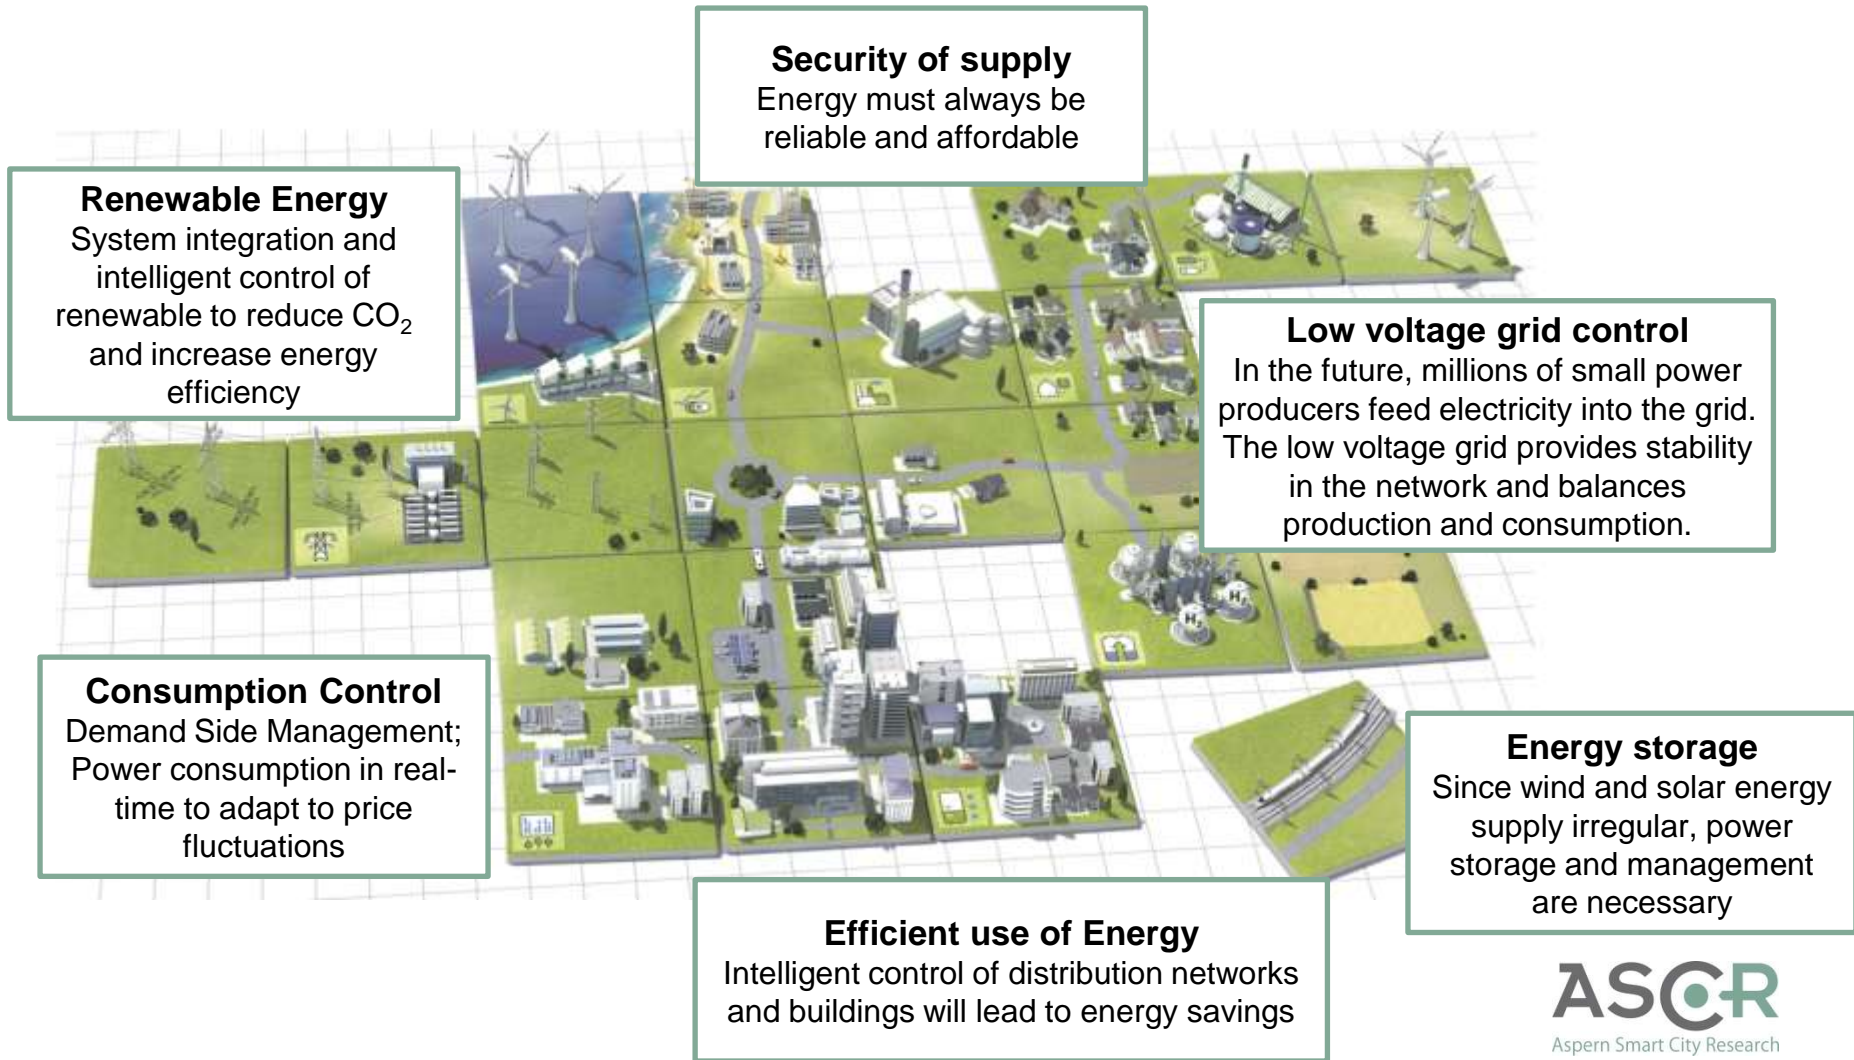 Security of supply
Energy must always be
reliable and affordable
Renewable Energy
System integration and
intelligent control of
renewable to reduce CO₂
and increase energy
efficiency
Low voltage grid control
In the future, millions of small power
producers feed electricity into the grid.
The low voltage grid provides stability
in the network and balances
production and consumption.
H₂
H₂
Consumption Control
Demand Side Management;
Power consumption in real-
time to adapt to price
fluctuations
Energy storage
Since wind and solar energy
supply irregular, power
storage and management
are necessary
Efficient use of Energy
Intelligent control of distribution networks
and buildings will lead to energy savings
ASCR
Aspern Smart City Research